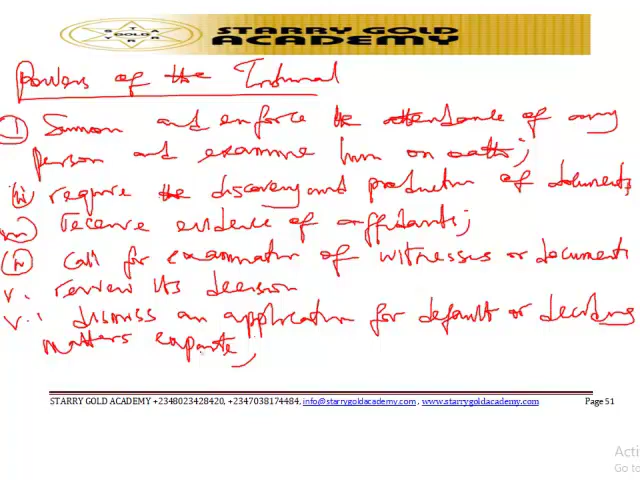 STARRY GOLD
ACADEMY
Powers of the Tribunal
(i) Summon and enforce the attendance of any
person and examine him on oath;
(ii) require the discovery and production of documents
(iii) receive evidence of affidavits;
(iv) call for examination of witnesses or documents
v. review its decision
vi. dismiss an application for default or deciding
matters exparte;
STARRY GOLD ACADEMY +2348023428420, +2347038174484, info@starrygoldacademy.com , www.starrygoldacademy.com Page 51
Acti
Go to